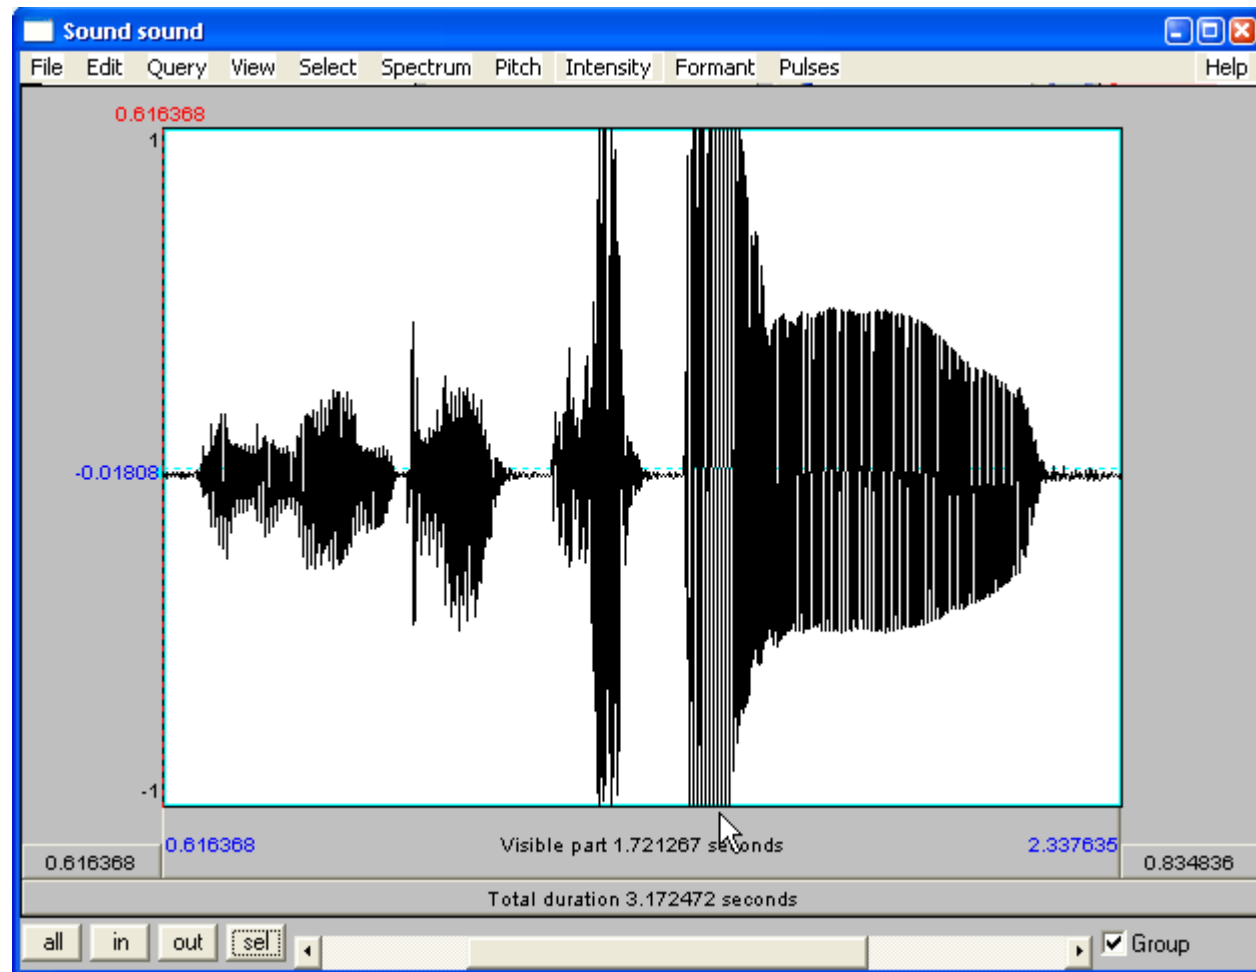 Sound sound
File Edit Query View Select Spectrum Pitch Intensity Formant Pulses Help
0.616368
1
-0.01808
-1
0.616368 Visible part 1.721267 seconds 2.337635
0.616368 0.834836
Total duration 3.172472 seconds
all in out sel Group